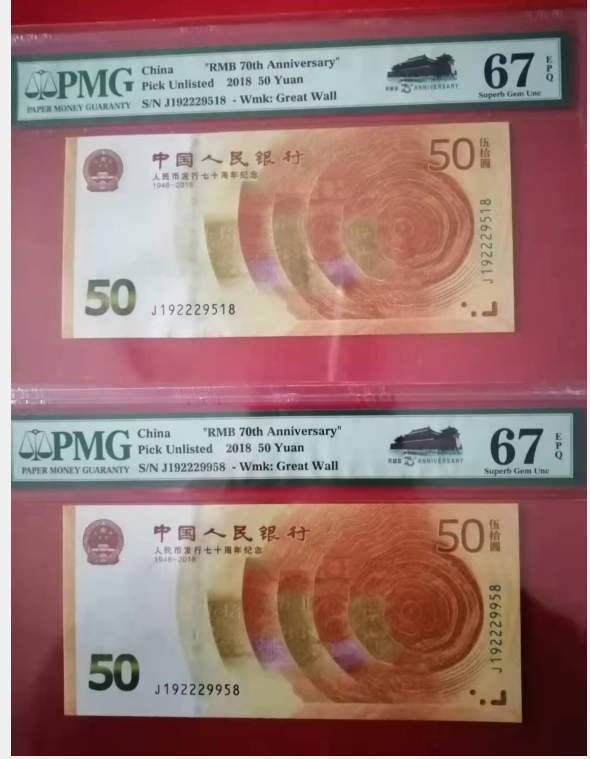 PMG
PAPER MONEY GUARANTY
China "RMB 70th Anniversary"
Pick Unlisted 2018 50 Yuan
S/N J192229518 - Wmk: Great Wall
RMB 70 ANNIVERSARY
67 EPQ
Superb Gem Unc
中国人民银行
人民币发行七十周年纪念
1948-2018
50 伍拾圆
J192229518
50
J192229518
PMG
PAPER MONEY GUARANTY
China "RMB 70th Anniversary"
Pick Unlisted 2018 50 Yuan
S/N J192229958 - Wmk: Great Wall
RMB 70 ANNIVERSARY
67 EPQ
Superb Gem Unc
中国人民银行
人民币发行七十周年纪念
1948-2018
50 伍拾圆
J192229958
50
J192229958